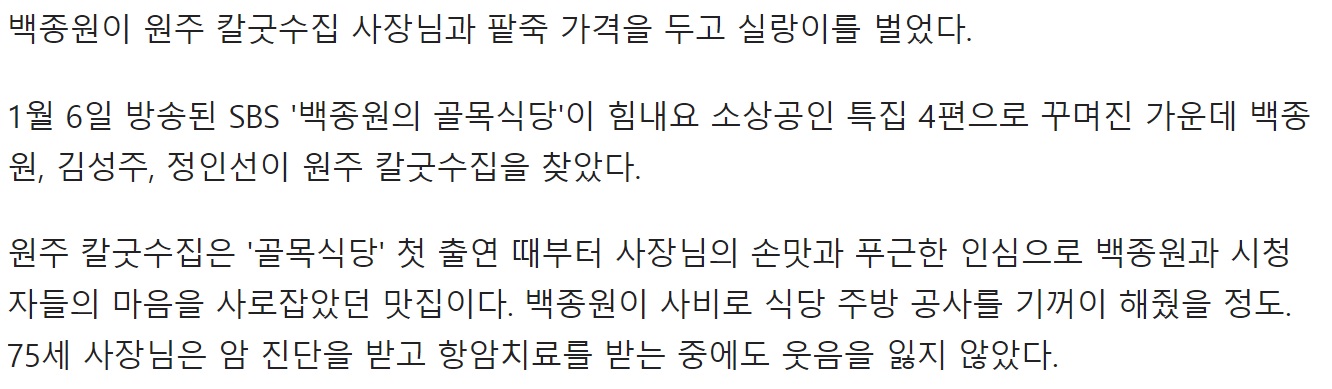 백종원이 원주 칼굿수집 사장님과 팥죽 가격을 두고 실랑이를 벌었다.
1월 6일 방송된 SBS '백종원의 골목식당'이 힘내요 소상공인 특집 4편으로 꾸며진 가운데 백종
원, 김성주, 정인선이 원주 칼굿수집을 찾았다.
원주 칼굿수집은 '골목식당' 첫 출연 때부터 사장님의 손맛과 푸근한 인심으로 백종원과 시청
자들의 마음을 사로잡았던 맛집이다. 백종원이 사비로 식당 주방 공사를 기꺼이 해줬을 정도.
75세 사장님은 암 진단을 받고 항암치료를 받는 중에도 웃음을 잃지 않았다.